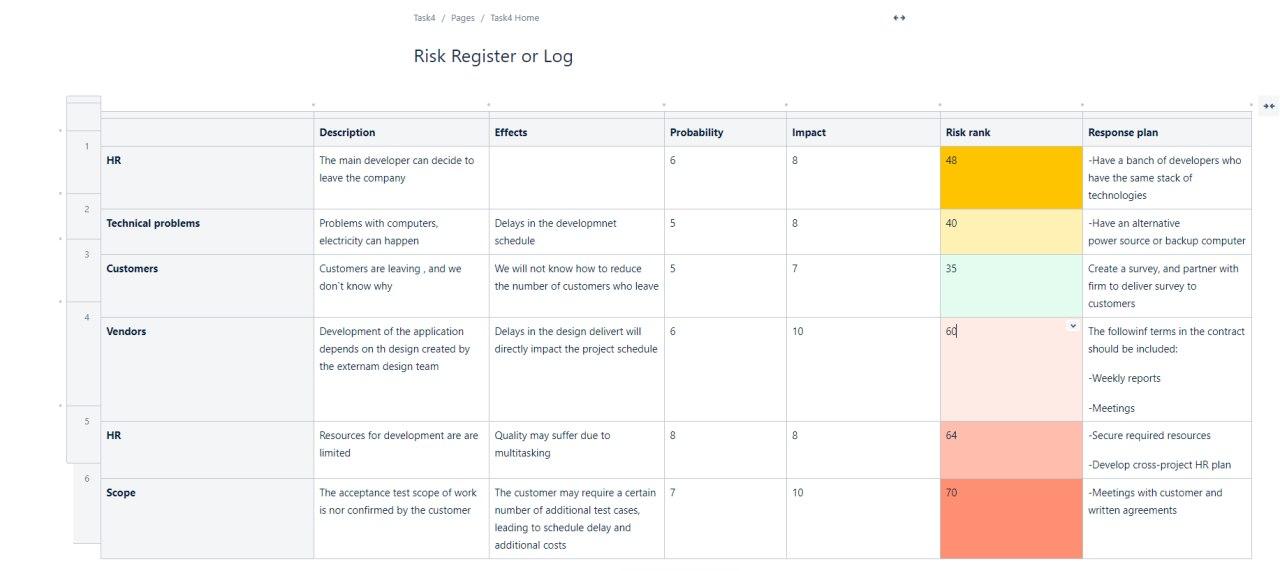 Task4 / Pages / Task4 Home
Risk Register or Log
Description Effects Probability Impact Risk rank Response plan
1
HR
The main developer can decide to
leave the company
6
8
48
-Have a banch of developers who
have the same stack of
technologies
2
Technical problems
Problems with computers,
electricity can happen
Delays in the developmnet
schedule
5
8
40
-Have an alternative
power source or backup computer
3
Customers
Customers are leaving , and we
don`t know why
We will not know how to reduce
the number of customers who leave
5
7
35
Create a survey, and partner with
firm to deliver survey to
customers
4
Vendors
Development of the application
depends on th design created by
the externam design team
Delays in the design delivert will
directly impact the project schedule
6
10
60
The followinf terms in the contract
should be included:
-Weekly reports
-Meetings
5
HR
Resources for development are are
limited
Quality may suffer due to
multitasking
8
8
64
-Secure required resources
-Develop cross-project HR plan
6
Scope
The acceptance test scope of work
is nor confirmed by the customer
The customer may require a certain
number of additional test cases,
leading to schedule delay and
additional costs
7
10
70
-Meetings with customer and
written agreements